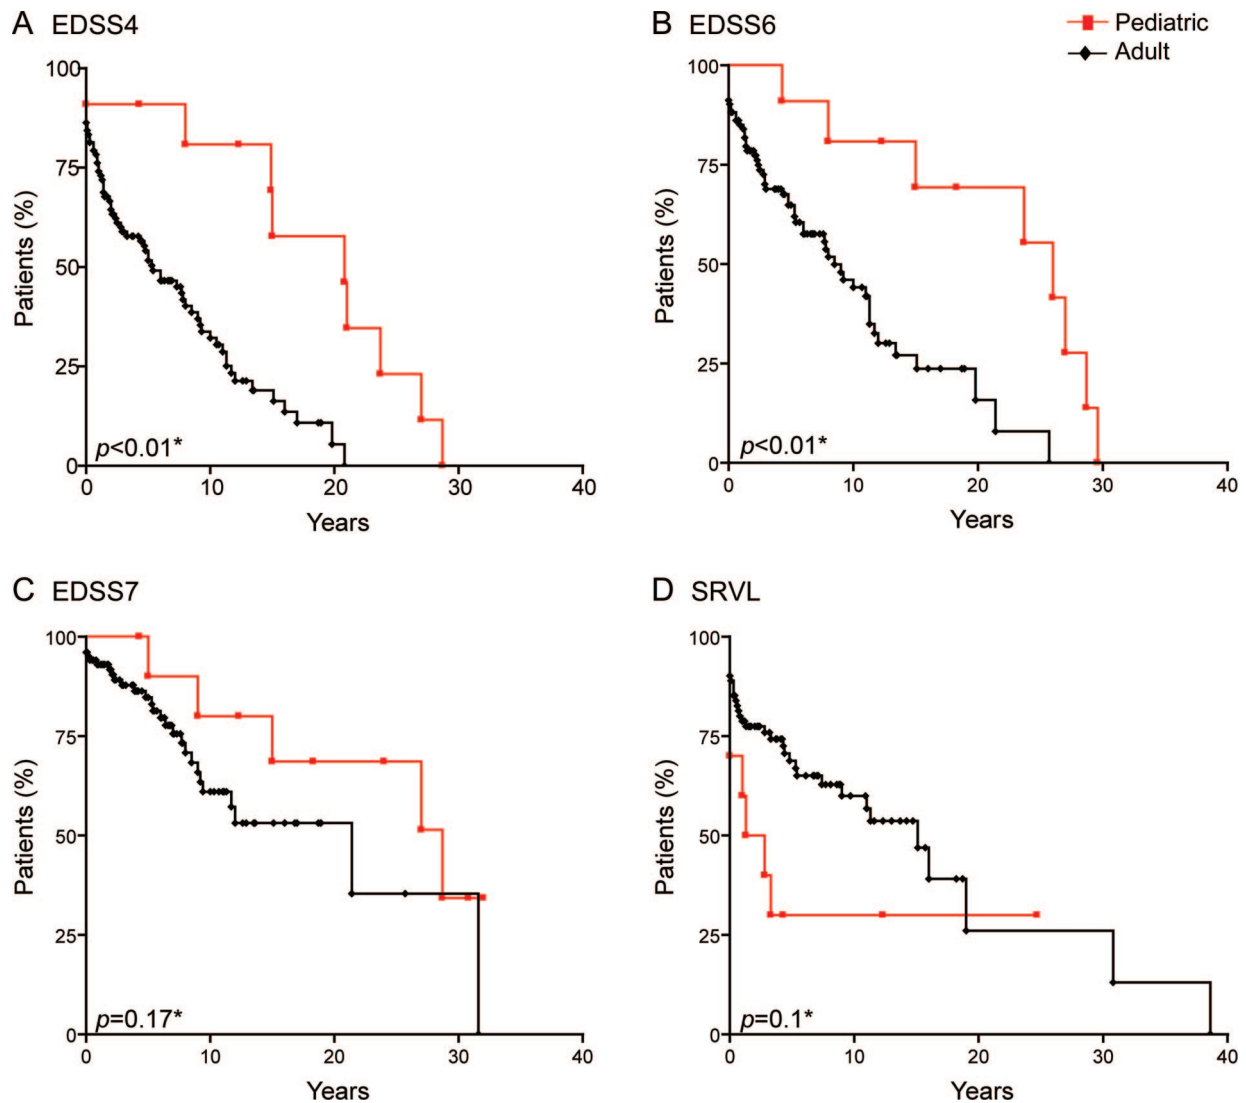 A EDSS4
100
75
50
25
0
Patients (%)
p<0.01*
0 10 20 30 40
Years
B EDSS6
Pediatric
Adult
100
75
50
25
0
Patients (%)
p<0.01*
0 10 20 30 40
Years
C EDSS7
100
75
50
25
0
Patients (%)
p=0.17*
0 10 20 30 40
Years
D SRVL
100
75
50
25
0
Patients (%)
p=0.1*
0 10 20 30 40
Years